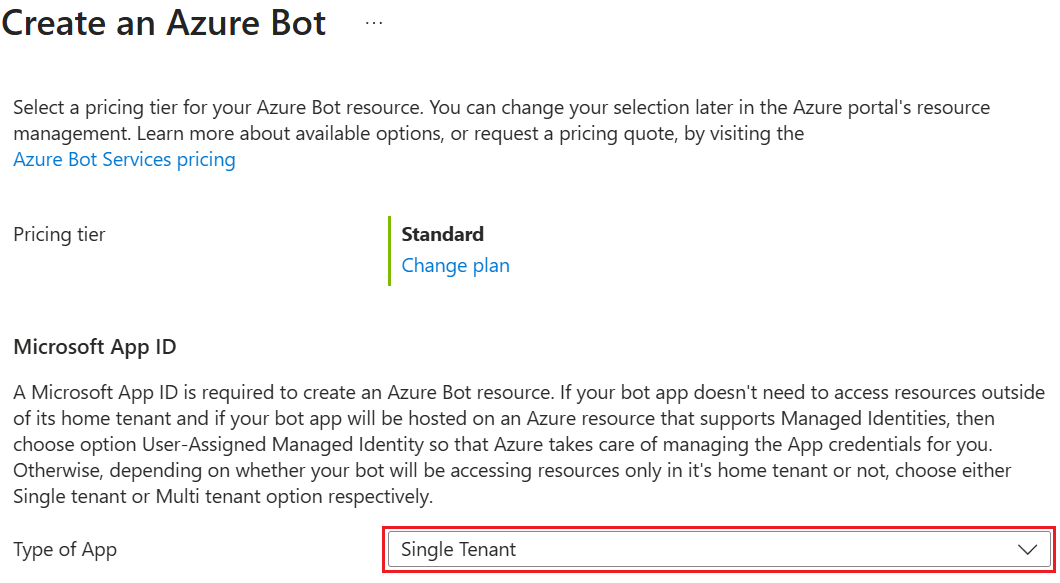 Create an Azure Bot ...
Select a pricing tier for your Azure Bot resource. You can change your selection later in the Azure portal's resource
management. Learn more about available options, or request a pricing quote, by visiting the
Azure Bot Services pricing
Pricing tier
Standard
Change plan
Microsoft App ID
A Microsoft App ID is required to create an Azure Bot resource. If your bot app doesn't need to access resources outside
of its home tenant and if your bot app will be hosted on an Azure resource that supports Managed Identities, then
choose option User-Assigned Managed Identity so that Azure takes care of managing the App credentials for you.
Otherwise, depending on whether your bot will be accessing resources only in it's home tenant or not, choose either
Single tenant or Multi tenant option respectively.
Type of App
Single Tenant